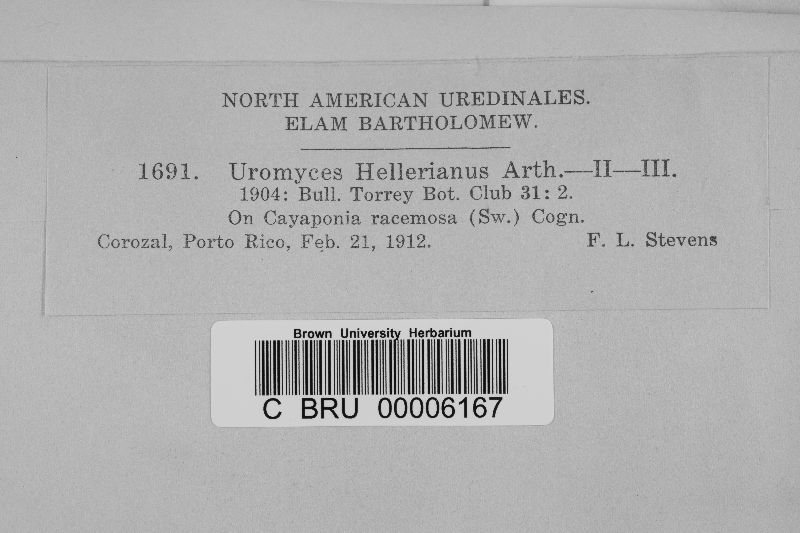 NORTH AMERICAN UREDINALES.
ELAM BARTHOLOMEW.
1691. Uromyces Hellerianus Arth.—II—III.
1904: Bull. Torrey Bot. Club 31: 2.
On Cayaponia racemosa (Sw.) Cogn.
Corozal, Porto Rico, Feb. 21, 1912. F. L. Stevens
Brown University Herbarium
C BRU 00006167